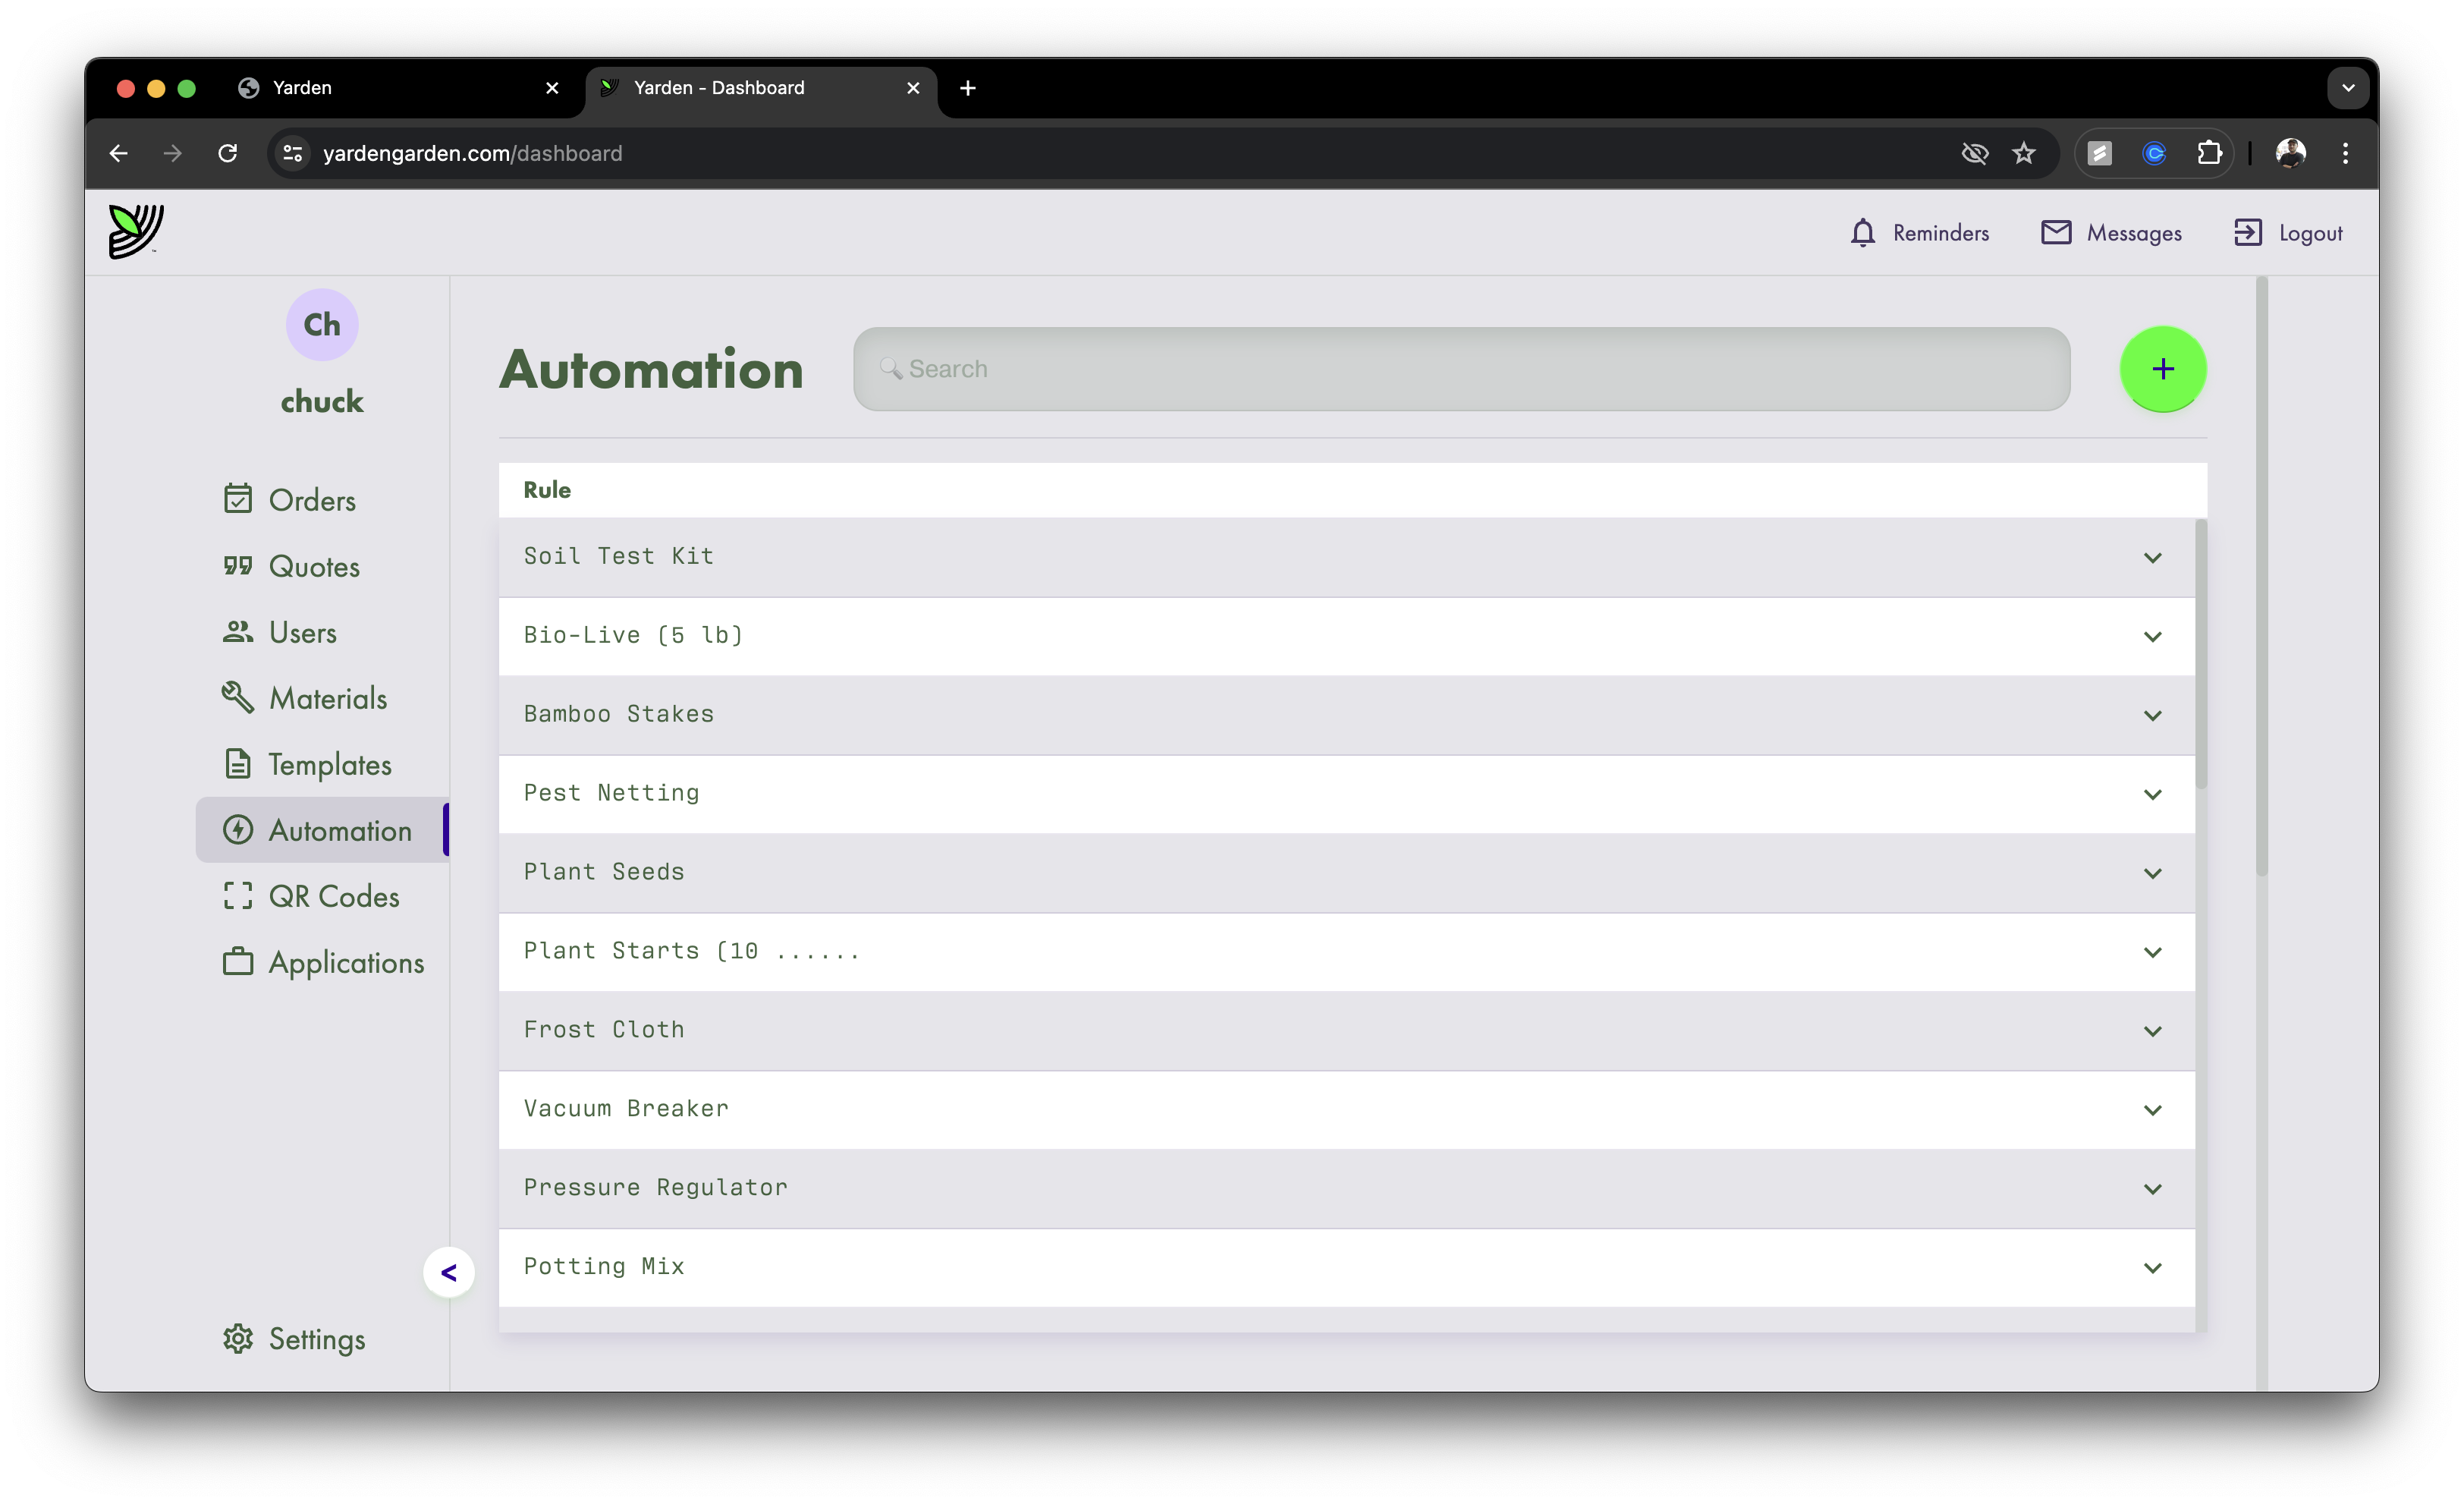 Yarden
Yarden - Dashboard
yardengarden.com/dashboard
Reminders
Messages
Logout
Ch
chuck
Orders
Quotes
Users
Materials
Templates
Automation
QR Codes
Applications
Settings
<
Automation
🔍 Search
+
Rule
Soil Test Kit
Bio-Live (5 lb)
Bamboo Stakes
Pest Netting
Plant Seeds
Plant Starts (10 ......
Frost Cloth
Vacuum Breaker
Pressure Regulator
Potting Mix